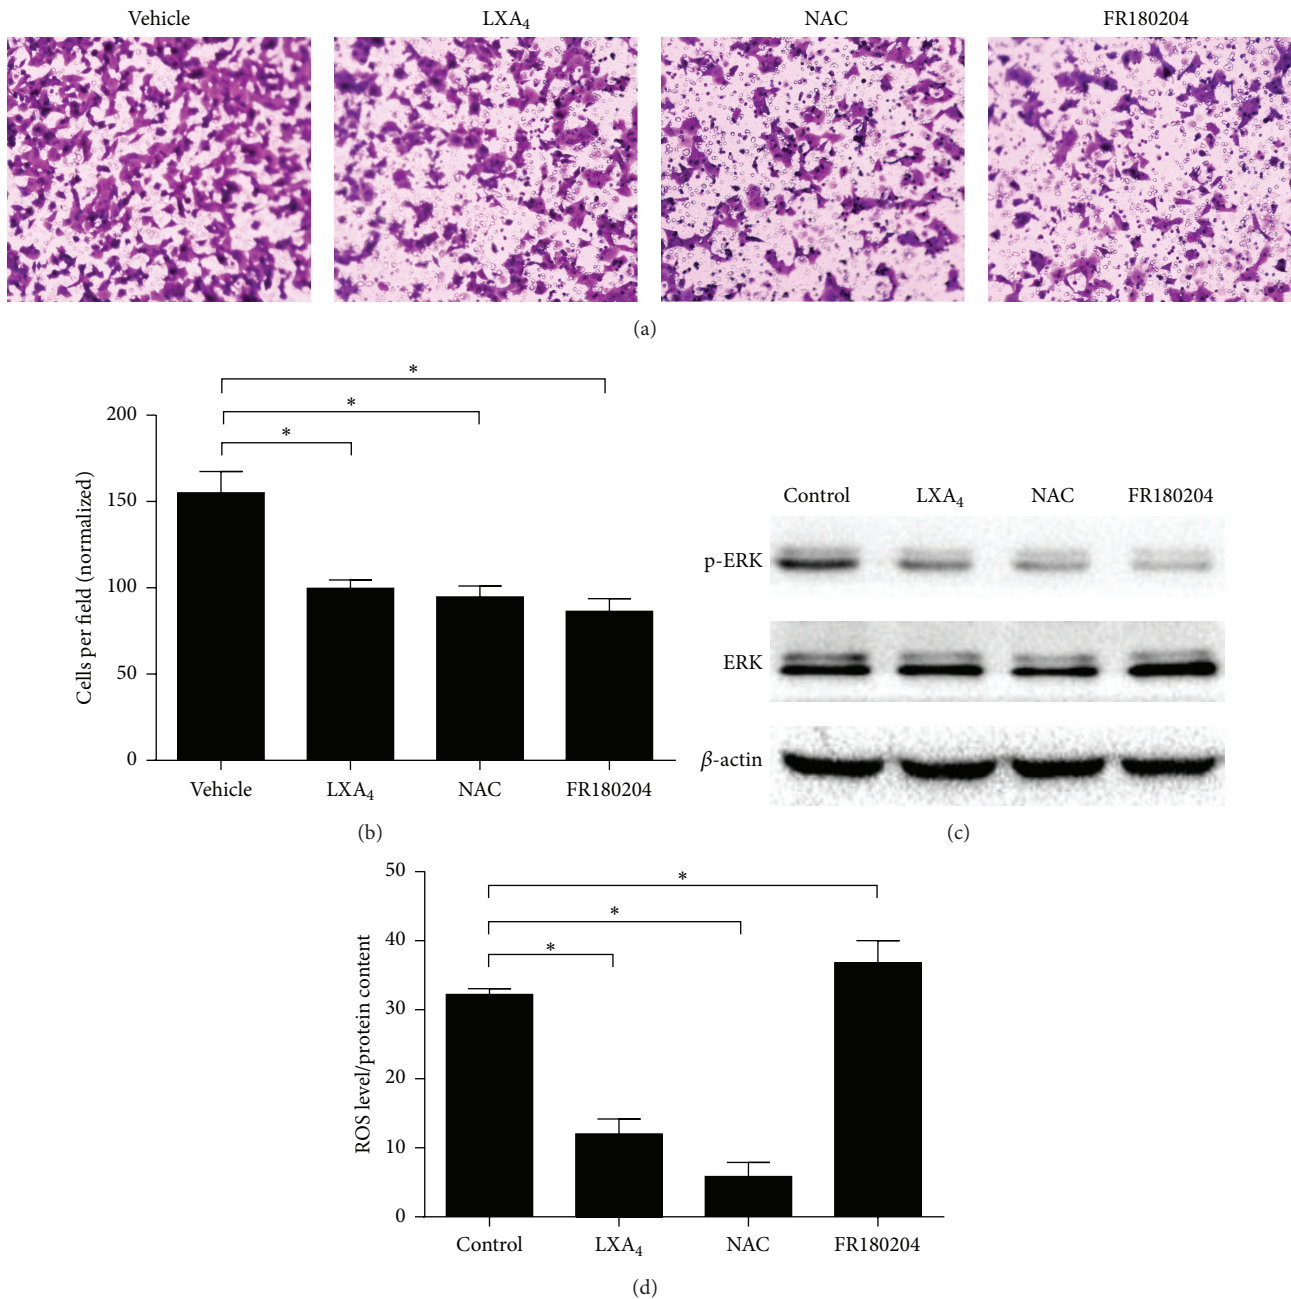 Vehicle LXA₄ NAC FR180204
(a)
*
*
*
200
150
100
50
0
Cells per field (normalized)
Vehicle LXA₄ NAC FR180204
(b)
Control LXA₄ NAC FR180204
p-ERK
ERK
β-actin
(c)
*
*
*
50
40
30
20
10
0
ROS level/protein content
Control LXA₄ NAC FR180204
(d)